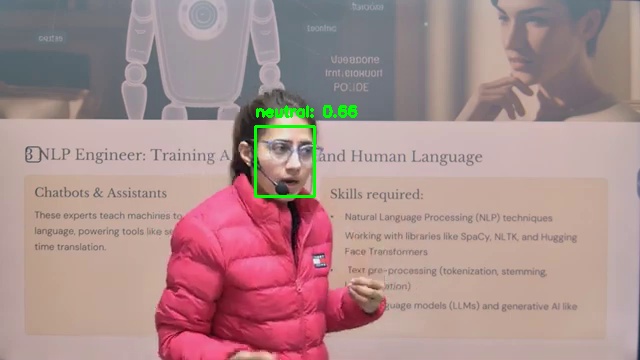 neutral: 0.66
3 NLP Engineer: Training A and Human Language
Chatbots & Assistants
These experts teach machines to
language, powering tools like
time translation.
Skills required:
Natural Language Processing (NLP) techniques
Working with libraries like SpaCy, NLTK, and Hugging
Face Transformers
Text pre-processing (tokenization, stemming,
language models (LLMs) and generative AI like